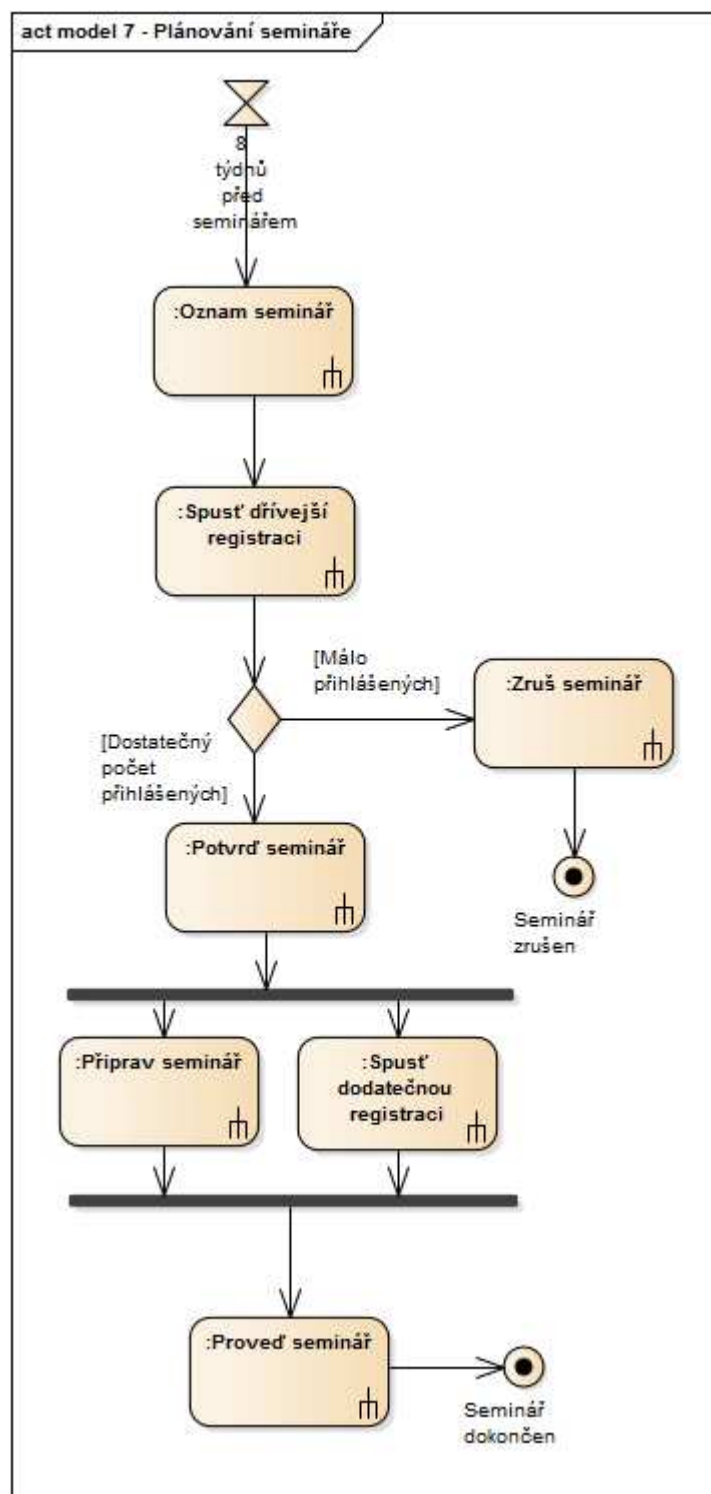 act model 7 - Plánování semináře
8
týdnů
před
seminářem
:Oznam seminář
:Spusť dřívejší
registraci
[Málo
přihlášených]
:Zruš seminář
[Dostatečný
počet
přihlášených]
:Potvrď seminář
Seminář
zrušen
:Připrav seminář
:Spusť
dodatečnou
registraci
:Proveď seminář
Seminář
dokončen